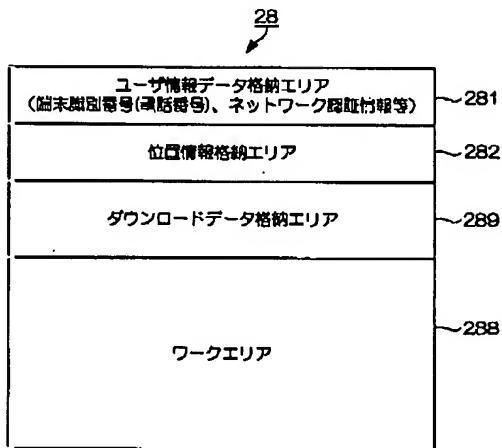 28
ユーザ情報データ格納エリア
(端末識別番号(電話番号)、ネットワーク認証情報等)
281
位置情報格納エリア
282
ダウンロードデータ格納エリア
289
ワークエリア
288